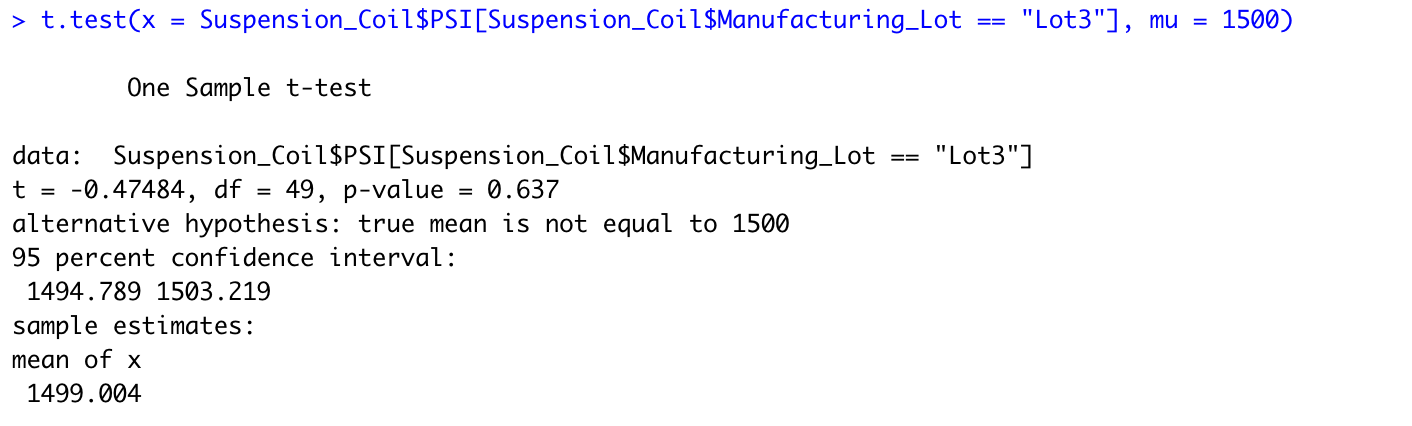 > t.test(x = Suspension_Coil$PSI[Suspension_Coil$Manufacturing_Lot == "Lot3"], mu = 1500)
One Sample t-test
data:  Suspension_Coil$PSI[Suspension_Coil$Manufacturing_Lot == "Lot3"]
t = -0.47484, df = 49, p-value = 0.637
alternative hypothesis: true mean is not equal to 1500
95 percent confidence interval:
1494.789 1503.219
sample estimates:
mean of x
1499.004